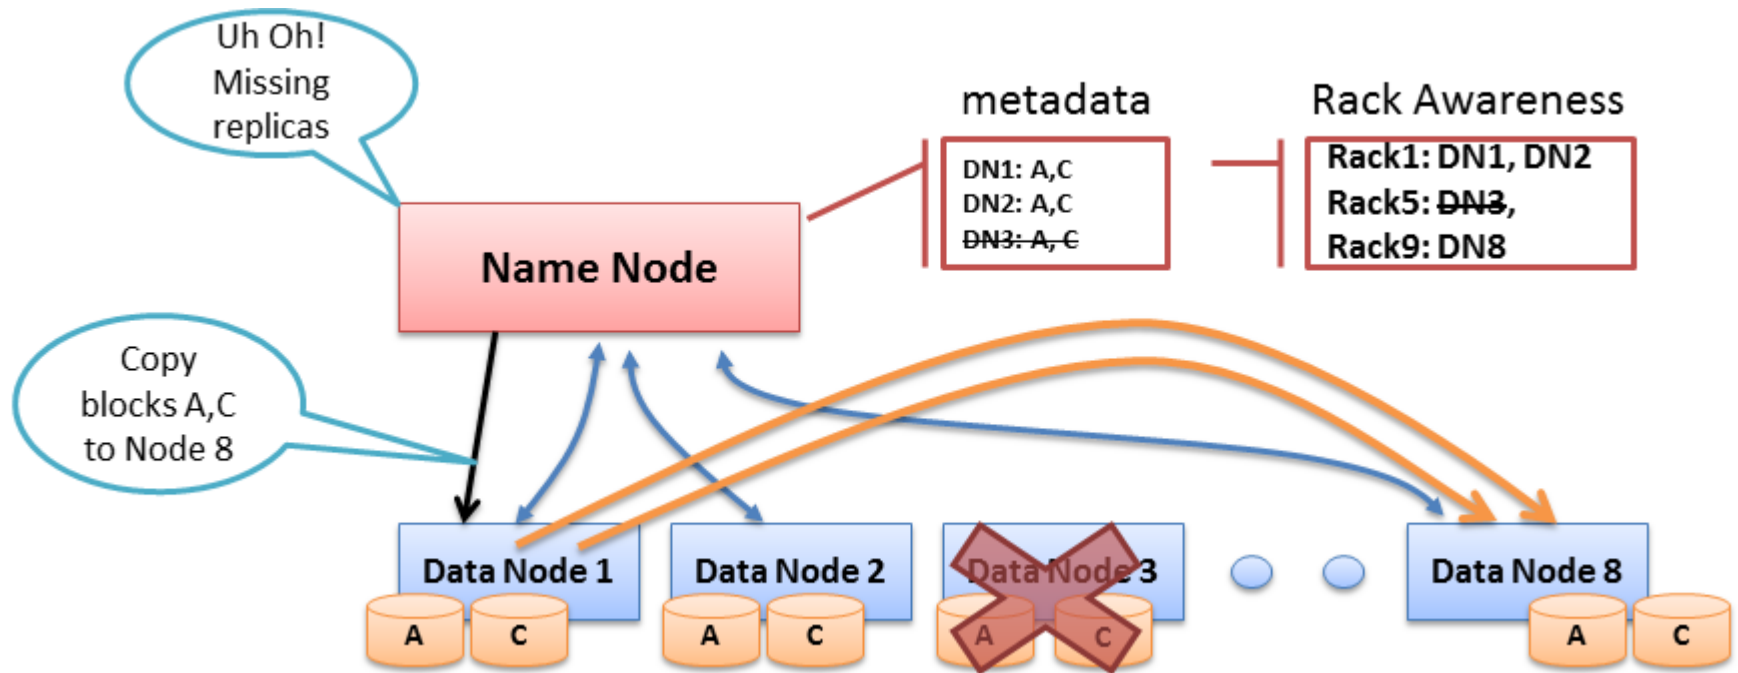 Uh Oh!
Missing
replicas
metadata
Rack Awareness
DN1: A,C
DN2: A,C
DN3: A, C
Rack1: DN1, DN2
Rack5: DN3,
Rack9: DN8
Name Node
Copy
blocks A,C
to Node 8
Data Node 1
Data Node 2
Data Node 3
Data Node 8
A
C
A
C
A
C
A
C